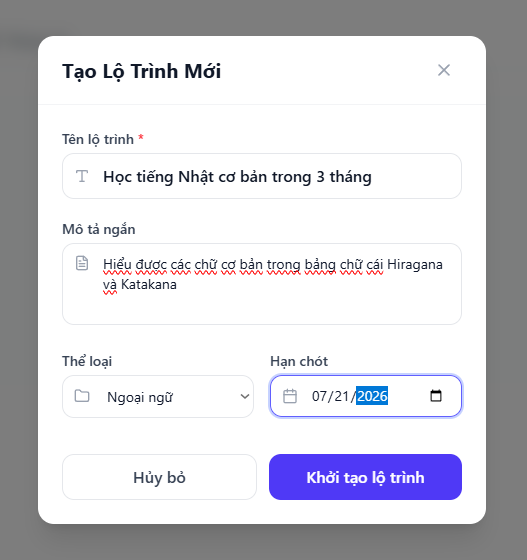 Tạo Lộ Trình Mới
Tên lộ trình *
Học tiếng Nhật cơ bản trong 3 tháng
Mô tả ngắn
Hiểu được các chữ cơ bản trong bảng chữ cái Hiragana
và Katakana
Thể loại
Hạn chót
Ngoại ngữ
07/21/2026
Hủy bỏ
Khởi tạo lộ trình